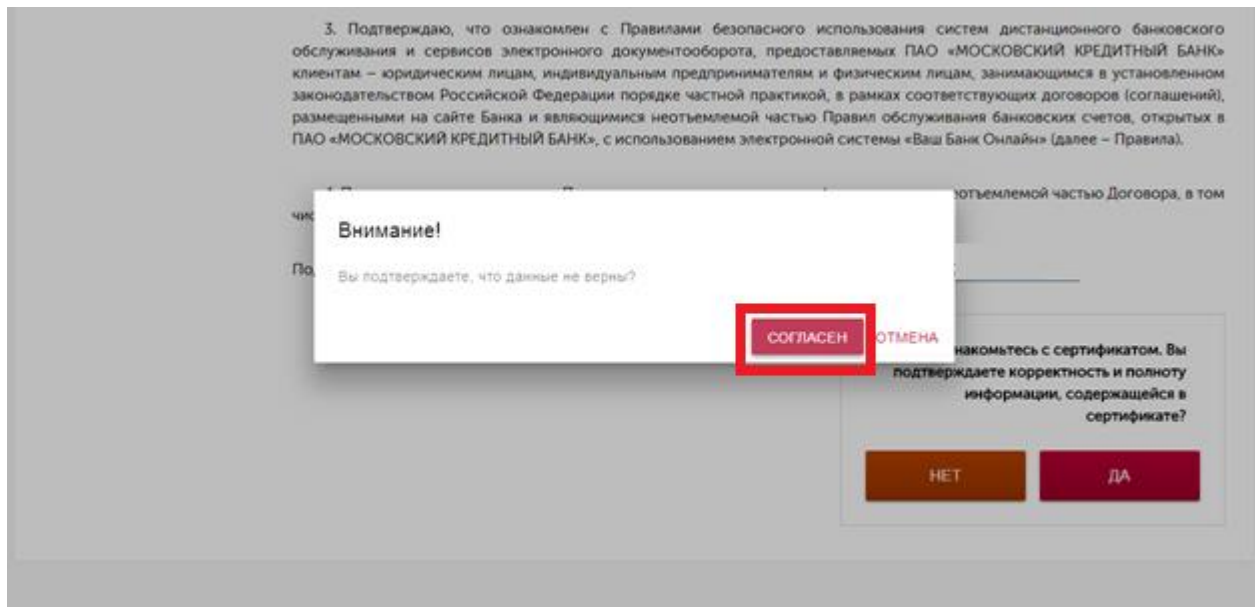 3. Подтверждаю, что ознакомлен с Правилами безопасного использования систем дистанционного банковского
обслуживания и сервисов электронного документооборота, предоставляемых ПАО «МОСКОВСКИЙ КРЕДИТНЫЙ БАНК»
клиентам – юридическим лицам, индивидуальным предпринимателям и физическим лицам, занимающимся в установленном
законодательством Российской Федерации порядке частной практикой, в рамках соответствующих договоров (соглашений),
размещенными на сайте Банка и являющимися неотъемлемой частью Правил обслуживания банковских счетов, открытых в
ПАО «МОСКОВСКИЙ КРЕДИТНЫЙ БАНК», с использованием электронной системы «Ваш Банк Онлайн» (далее – Правила).
частью Договора, в том
Внимание!
Вы подтверждаете, что данные не верны?
СОГЛАСЕН ОТМЕНА
с сертификатом. Вы
подтверждаете корректность и полноту
информации, содержащейся в
сертификате?
НЕТ ДА